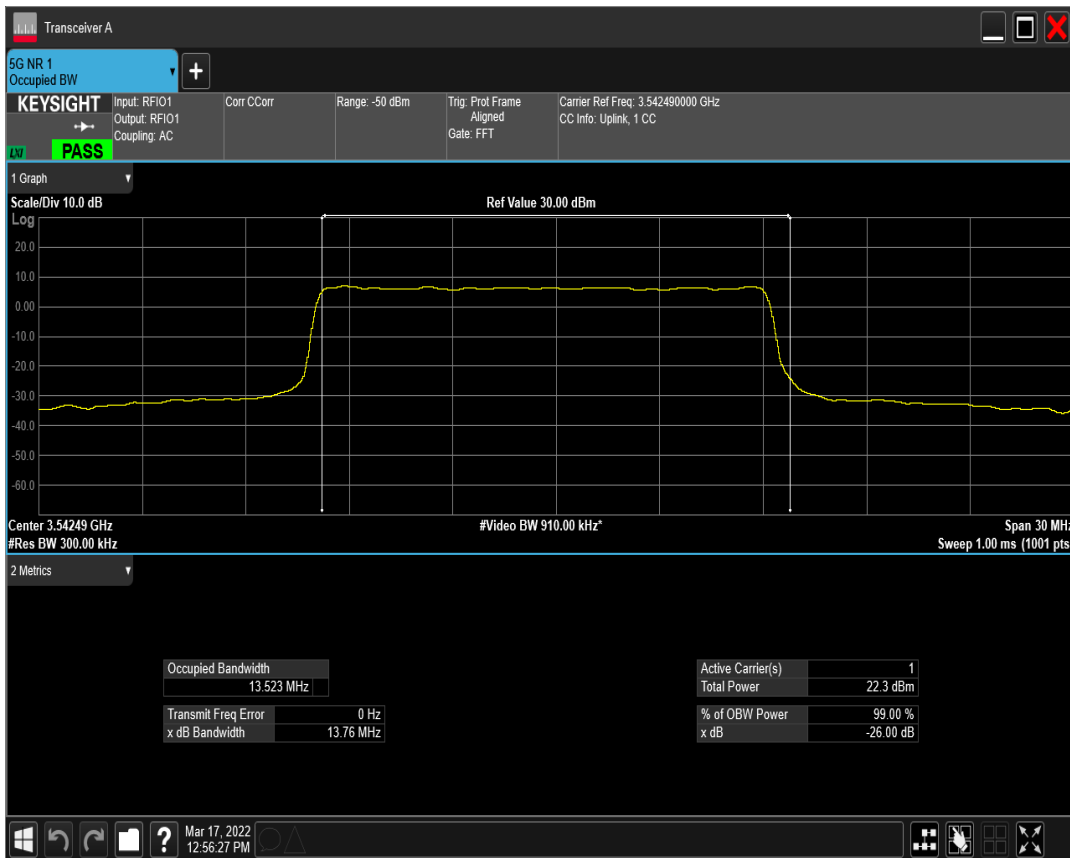 Transceiver A
5G NR 1
Occupied BW
+
KEYSIGHT
LXI
PASS
Input: RFIO1
Output: RFIO1
Coupling: AC
Corr CCorr
Range: -50 dBm
Trig: Prot Frame
Aligned
Gate: FFT
Carrier Ref Freq: 3.542490000 GHz
CC Info: Uplink, 1 CC
1 Graph
Scale/Div 10.0 dB
Ref Value 30.00 dBm
Log
20.0
10.0
0.00
-10.0
-20.0
-30.0
-40.0
-50.0
-60.0
Center 3.54249 GHz
#Video BW 910.00 kHz*
Span 30 MHz
#Res BW 300.00 kHz
Sweep 1.00 ms (1001 pts
2 Metrics
Occupied Bandwidth
13.523 MHz
Transmit Freq Error 0 Hz
x dB Bandwidth 13.76 MHz
Active Carrier(s) 1
Total Power 22.3 dBm
% of OBW Power 99.00 %
x dB -26.00 dB
?
Mar 17, 2022
12:56:27 PM